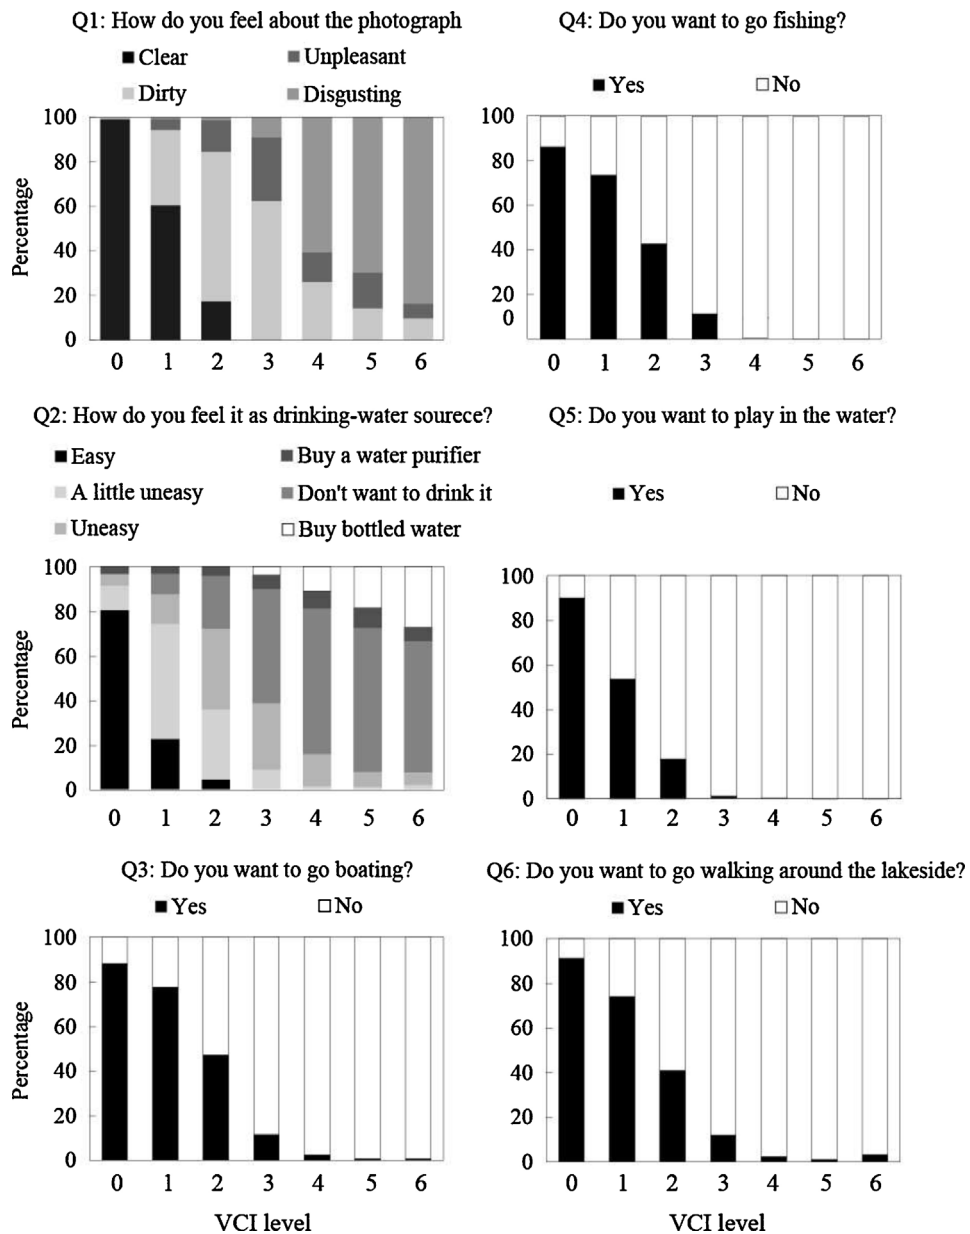 Q1: How do you feel about the photograph
Clear
Unpleasant
Dirty
Disgusting
100
80
60
40
20
0
Percentage
0 1 2 3 4 5 6
Q4: Do you want to go fishing?
Yes
No
100
80
60
40
20
0
0 1 2 3 4 5 6
Q2: How do you feel it as drinking-water sourece?
Easy
Buy a water purifier
A little uneasy
Don't want to drink it
Uneasy
Buy bottled water
100
80
60
40
20
0
Percentage
0 1 2 3 4 5 6
Q5: Do you want to play in the water?
Yes
No
100
80
60
40
20
0
0 1 2 3 4 5 6
Q3: Do you want to go boating?
Yes
No
100
80
60
40
20
0
Percentage
0 1 2 3 4 5 6
VCI level
Q6: Do you want to go walking around the lakeside?
Yes
No
100
80
60
40
20
0
0 1 2 3 4 5 6
VCI level